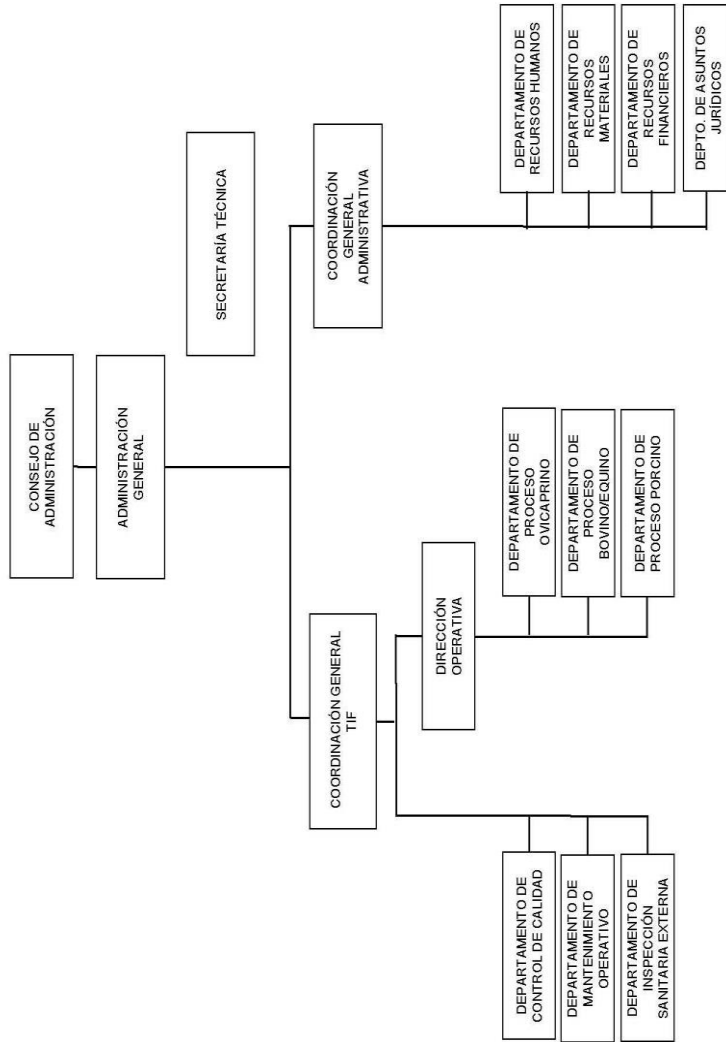 CONSEJO DE
ADMINISTRACIÓN
ADMINISTRACIÓN
GENERAL
SECRETARÍA TÉCNICA
COORDINACIÓN GENERAL
TIF
COORDINACIÓN
GENERAL
ADMINISTRATIVA
DIRECCIÓN
OPERATIVA
DEPARTAMENTO DE
CONTROL DE CALIDAD
DEPARTAMENTO DE
MANTENIMIENTO
OPERATIVO
DEPARTAMENTO DE
INSPECCIÓN
SANITARIA EXTERNA
DEPARTAMENTO DE
PROCESO
OVICAPRINO
DEPARTAMENTO DE
PROCESO
BOVINO/EQUINO
DEPARTAMENTO DE
PROCESO PORCINO
DEPARTAMENTO DE
RECURSOS HUMANOS
DEPARTAMENTO DE
RECURSOS
MATERIALES
DEPARTAMENTO DE
RECURSOS
FINANCIEROS
DEPTO. DE ASUNTOS
JURÍDICOS